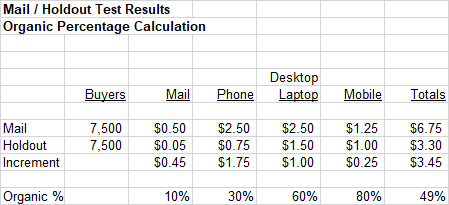 Mail / Holdout Test Results
Organic Percentage Calculation
Desktop
Buyers Mail Phone Laptop Mobile Totals
Mail 7,500 $0.50 $2.50 $2.50 $1.25 $6.75
Holdout 7,500 $0.05 $0.75 $1.50 $1.00 $3.30
Increment $0.45 $1.75 $1.00 $0.25 $3.45
Organic % 10% 30% 60% 80% 49%